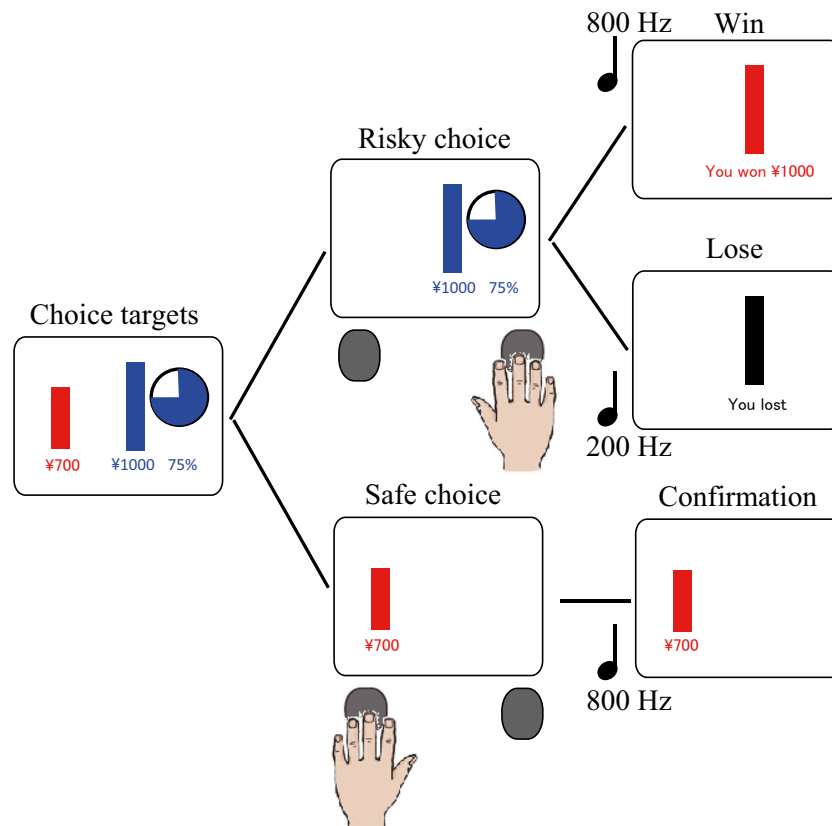 800 Hz
Win
You won ¥1000
Risky choice
¥1000 75%
Lose
You lost
200 Hz
Choice targets
¥700 ¥1000 75%
Safe choice
¥700
Confirmation
¥700
800 Hz